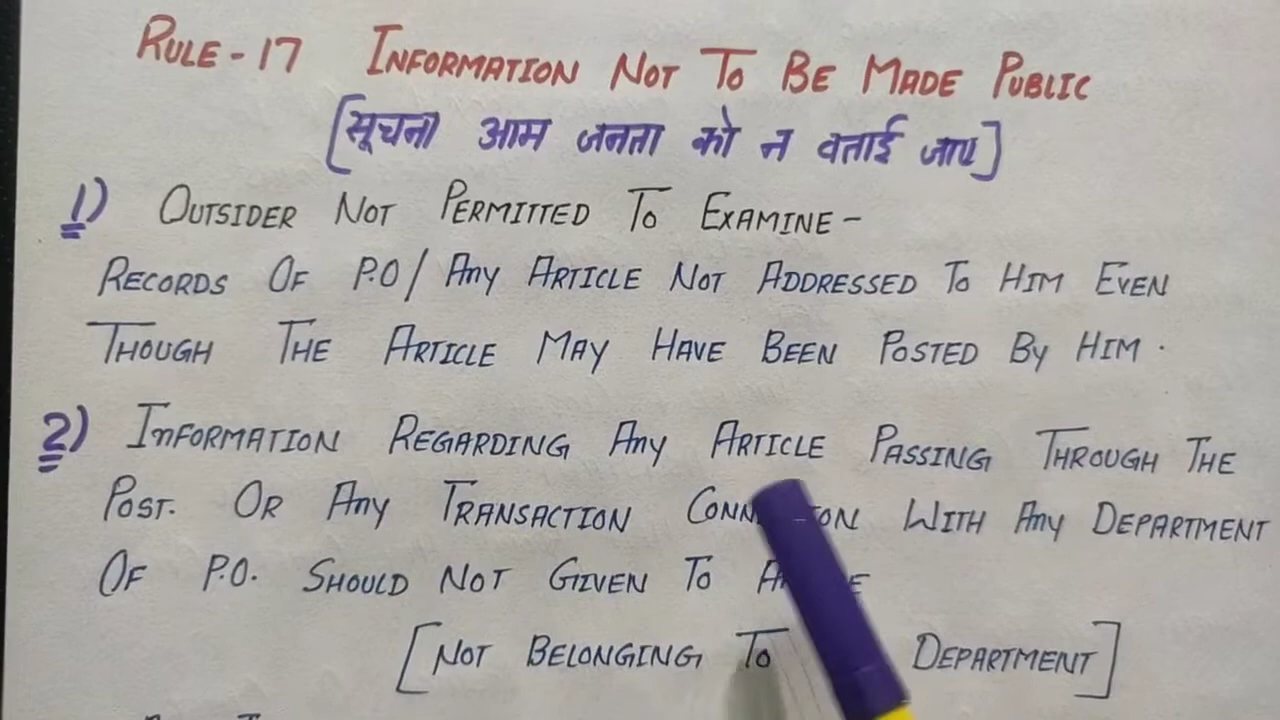 RULE-17 INFORMATION NOT TO BE MADE PUBLIC
[सूचना आम जनता को न बताई जाए]
1) OUTSIDER NOT PERMITTED TO EXAMINE-
RECORDS OF P.O/ ANY ARTICLE NOT ADDRESSED TO HIM EVEN
THOUGH THE ARTICLE MAY HAVE BEEN POSTED BY HIM.
2) INFORMATION REGARDING ANY ARTICLE PASSING THROUGH THE
POST. OR ANY TRANSACTION WITH ANY DEPARTMENT
OF P.O. SHOULD NOT GIVEN TO
[NOT BELONGING TO DEPARTMENT]